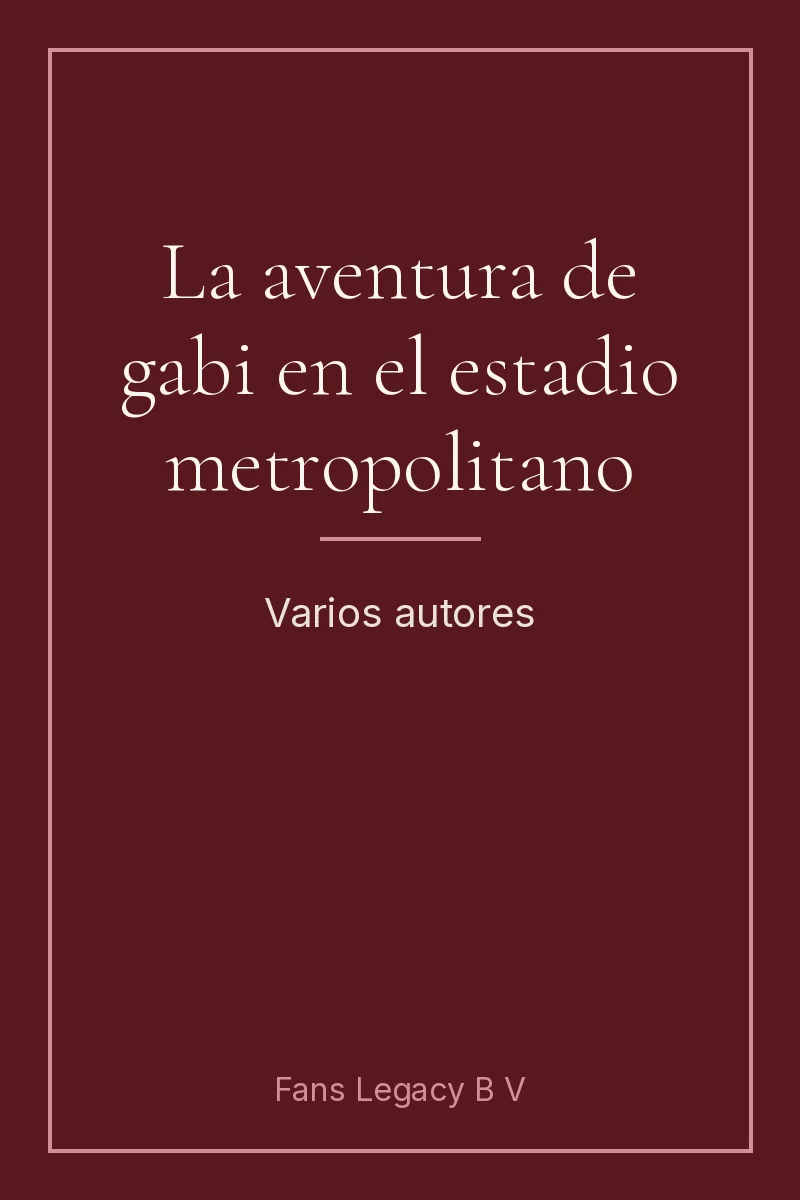 La aventura de
gabi en el estadio
metropolitano
Varios autores
Fans Legacy B V